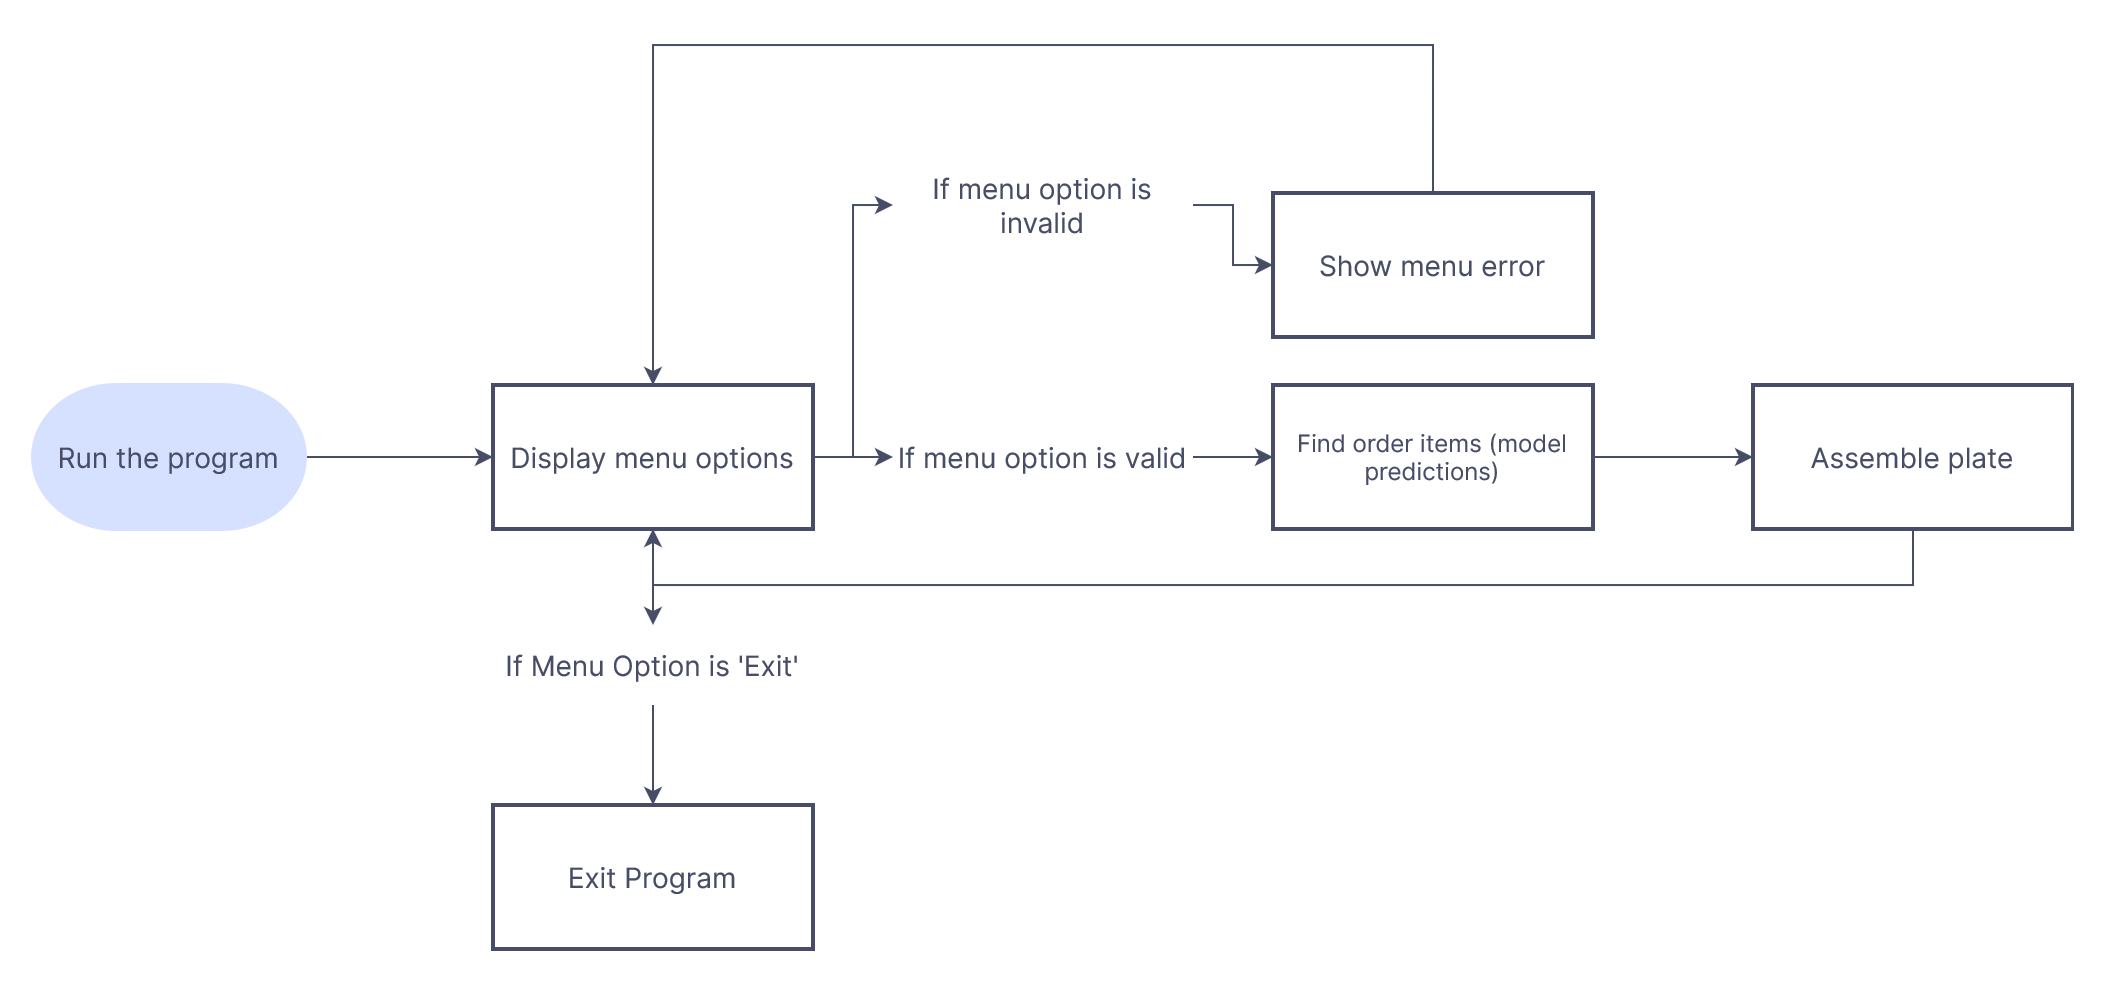 If menu option is
invalid
Show menu error
Run the program
Display menu options
If menu option is valid
Find order items (model
predictions)
Assemble plate
If Menu Option is 'Exit'
Exit Program